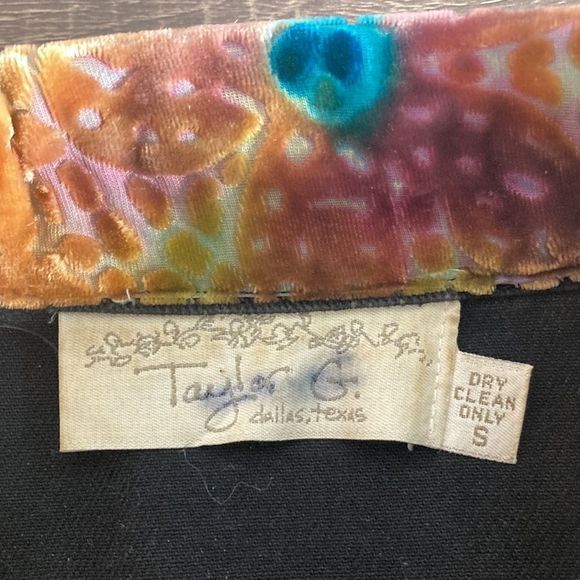 Taylor G.
dallas, texas
DRY
CLEAN
ONLY
S